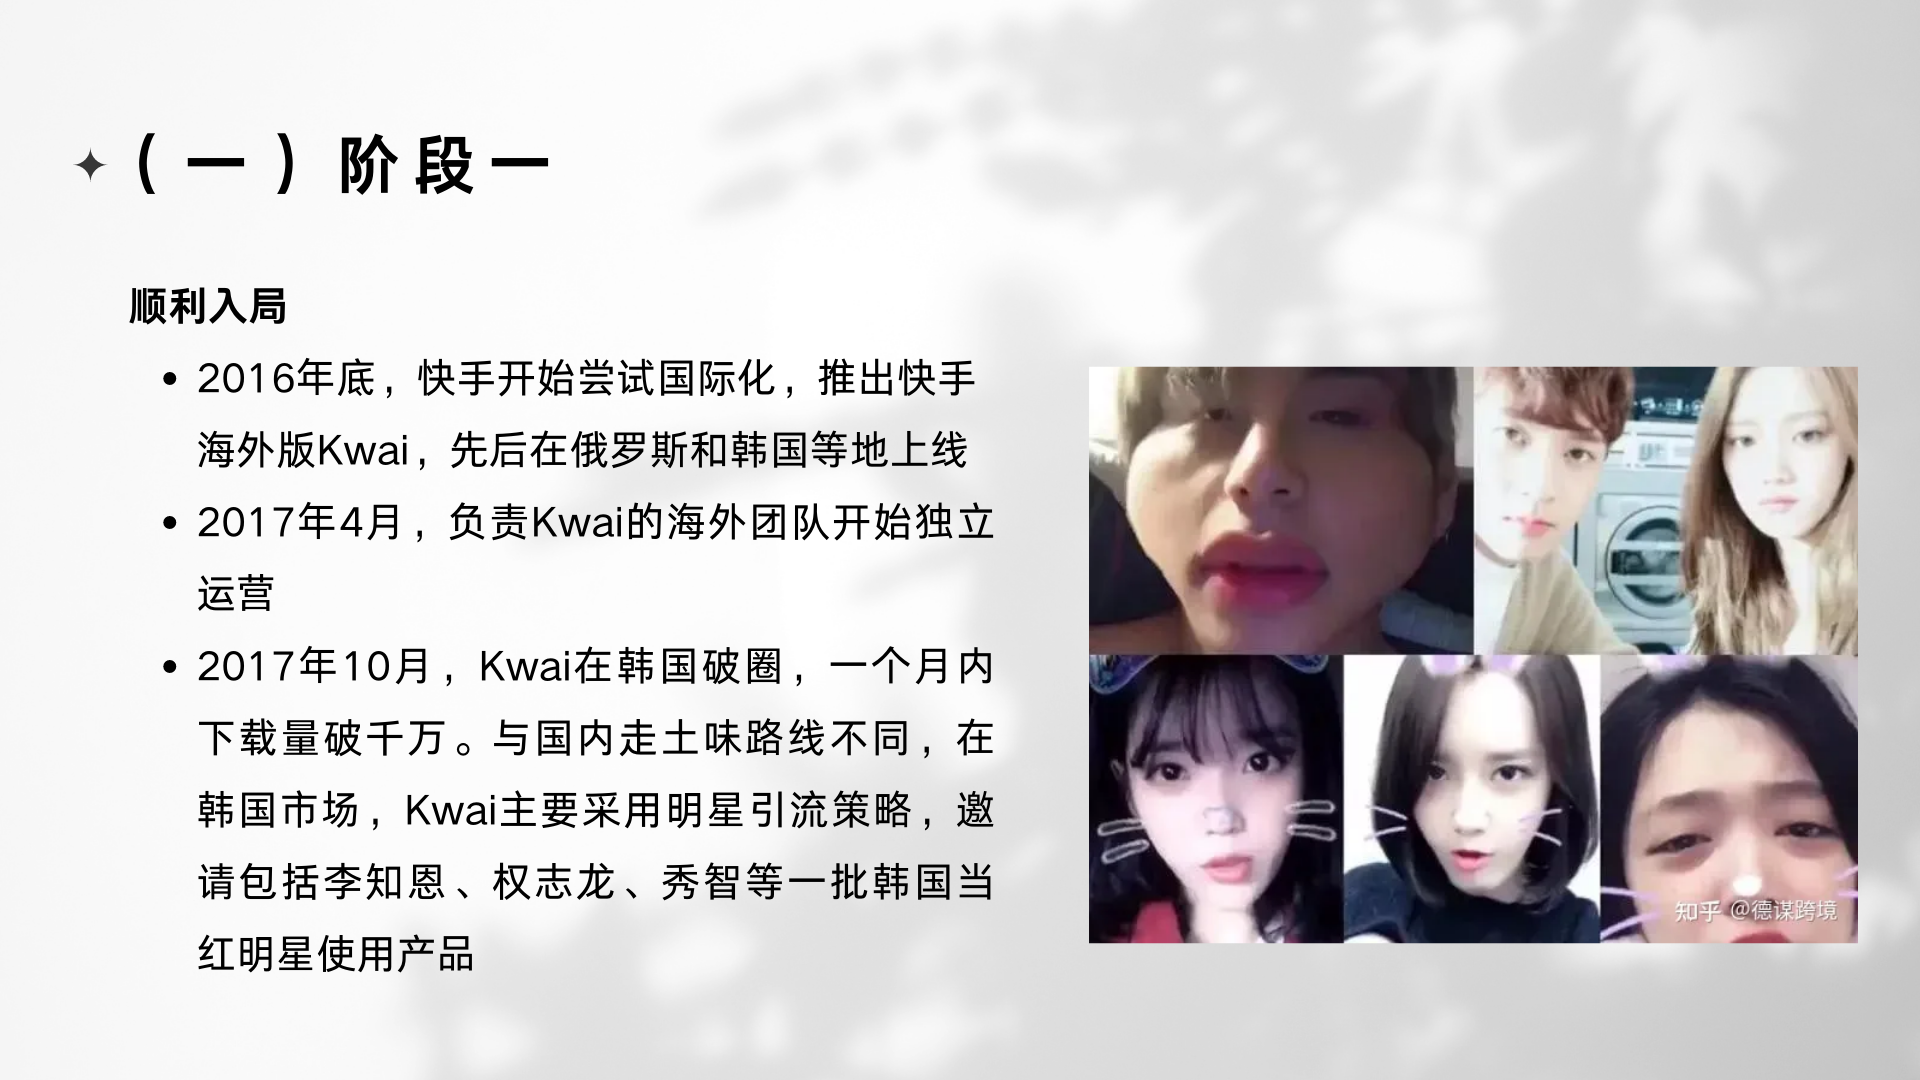 （一）阶段一
顺利入局
2016年底，快手开始尝试国际化，推出快手
海外版Kwai，先后在俄罗斯和韩国等地上线
2017年4月，负责Kwai的海外团队开始独立
运营
2017年10月，Kwai在韩国破圈，一个月内
下载量破千万。与国内走土味路线不同，在
韩国市场，Kwai主要采用明星引流策略，邀
请包括李知恩、权志龙、秀智等一批韩国当
红明星使用产品
知乎 @德谋跨境